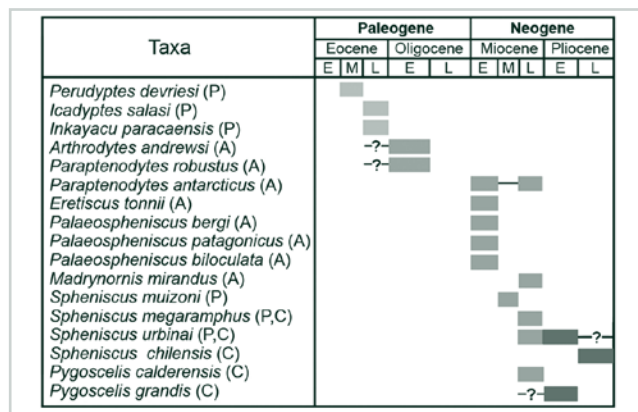 Taxa
Paleogene Neogene
Eocene Oligocene Miocene Pliocene
E M L E L E M L E L
Perudyptes devriesi (P)
Icadyptes salasi (P)
Inkayacu paracaensis (P)
Arthrodytes andrewsi (A) -?-
Paraptenodytes robustus (A) -?-
Paraptenodytes antarcticus (A)
Eretiscus tonnii (A)
Palaeospheniscus bergi (A)
Palaeospheniscus patagonicus (A)
Palaeospheniscus biloculata (A)
Madrynornis mirandus (A)
Spheniscus muizoni (P)
Spheniscus megaramphus (P,C)
Spheniscus urbinai (P,C) -?-
Spheniscus chilensis (C)
Pygoscelis calderensis (C)
Pygoscelis grandis (C) -?-